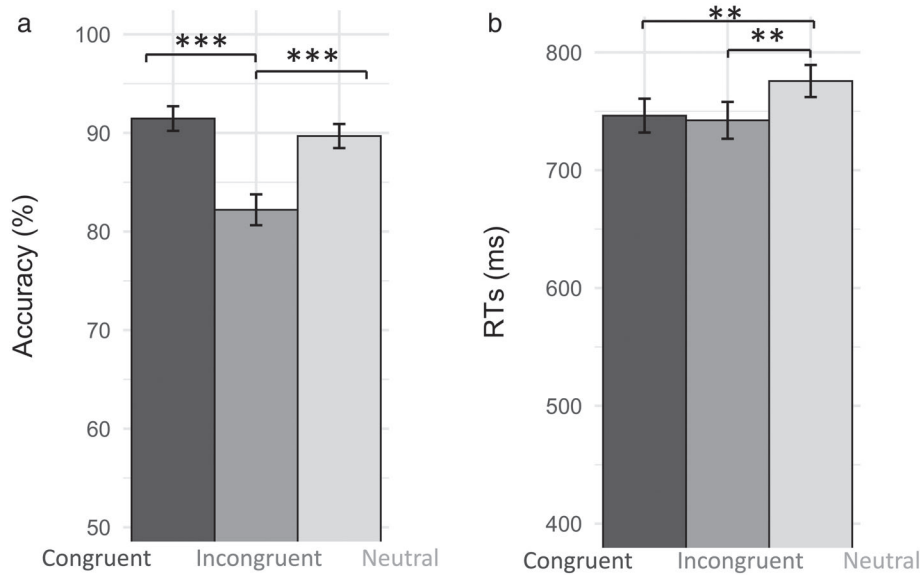 a
100
90
80
70
60
50
Accuracy (%)
***
***
Congruent
Incongruent
Neutral
b
800
700
600
500
400
RTs (ms)
**
**
Congruent
Incongruent
Neutral